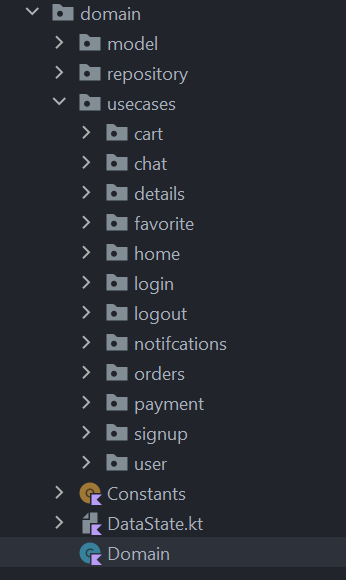 domain
model
repository
usecases
cart
chat
details
favorite
home
login
logout
notifcations
orders
payment
signup
user
Constants
DataState.kt
Domain